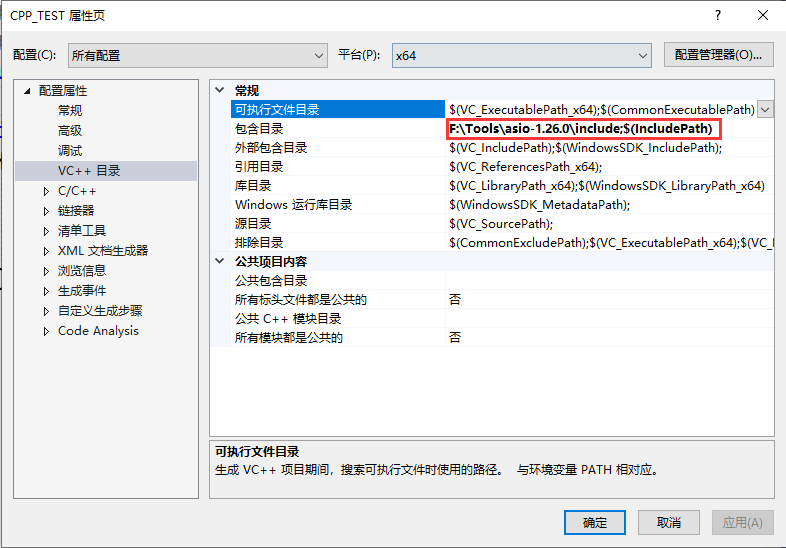 CPP_TEST 属性页
配置(C): 所有配置 平台(P): x64 配置管理器(O)...
配置属性
常规
高级
调试
VC++ 目录
C/C++
链接器
清单工具
XML 文档生成器
浏览信息
生成事件
自定义生成步骤
Code Analysis
常规
可执行文件目录 $(VC_ExecutablePath_x64);$(CommonExecutablePath)
包含目录 F:\Tools\asio-1.26.0\include;$(IncludePath)
外部包含目录 $(VC_IncludePath);$(WindowsSDK_IncludePath);
引用目录 $(VC_ReferencesPath_x64);
库目录 $(VC_LibraryPath_x64);$(WindowsSDK_LibraryPath_x64)
Windows 运行库目录 $(WindowsSDK_MetadataPath);
源目录 $(VC_SourcePath);
排除目录 $(CommonExcludePath);$(VC_ExecutablePath_x64);$(VC_
公共项目内容
公共包含目录
所有标头文件都是公共的 否
公共 C++ 模块目录
所有模块都是公共的 否
可执行文件目录
生成 VC++ 项目期间，搜索可执行文件时使用的路径。 与环境变量 PATH 相对应。
确定 取消 应用(A)